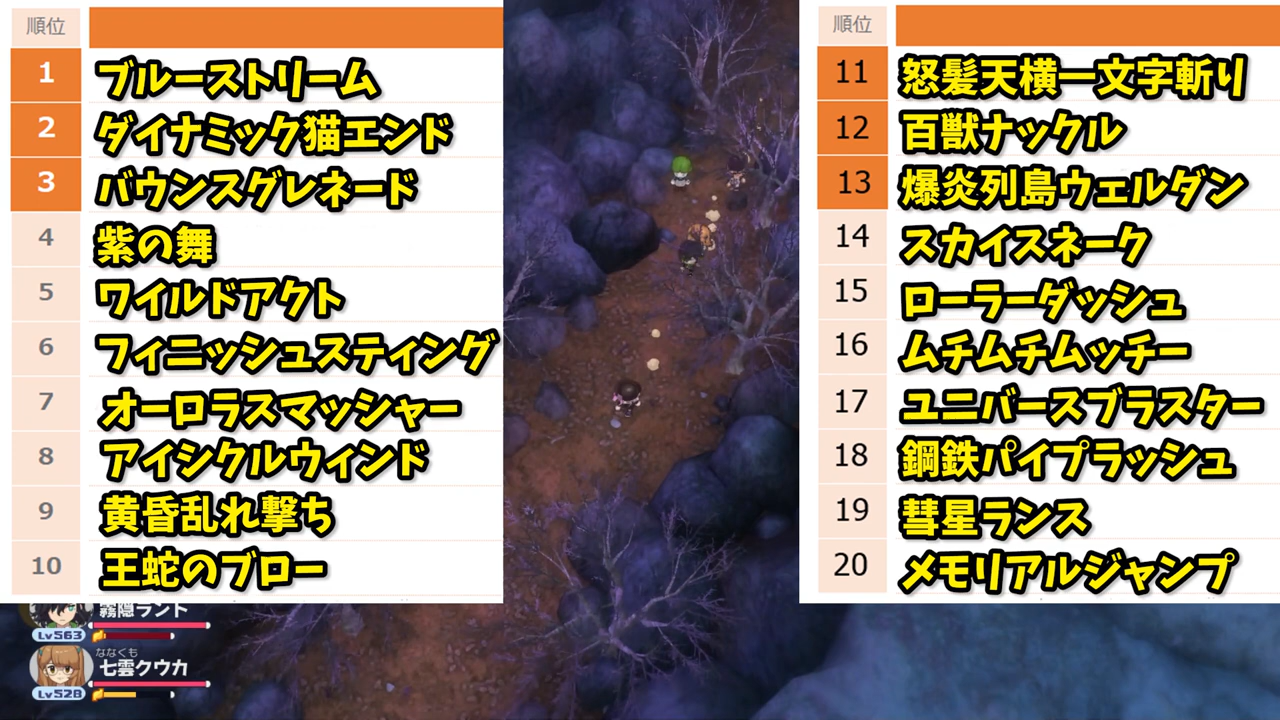 順位
1 ブルーストリーム
2 ダイナミック猫エンド
3 バウンスグレネード
4 紫の舞
5 ワイルドアクト
6 フィニッシュスティング
7 オーロラスマッシャー
8 アイシクルウィンド
9 黄昏乱れ撃ち
10 王蛇のブロー
順位
11 怒髪天横一文字斬り
12 百獣ナックル
13 爆炎列島ウェルダン
14 スカイスネーク
15 ローラーダッシュ
16 ムチムチムッチー
17 ユニバースブラスター
18 鋼鉄パイプラッシュ
19 彗星ランス
20 メモリアルジャンプ
霧隠ラント
Lv563
ななくも
七雲クウカ
Lv528